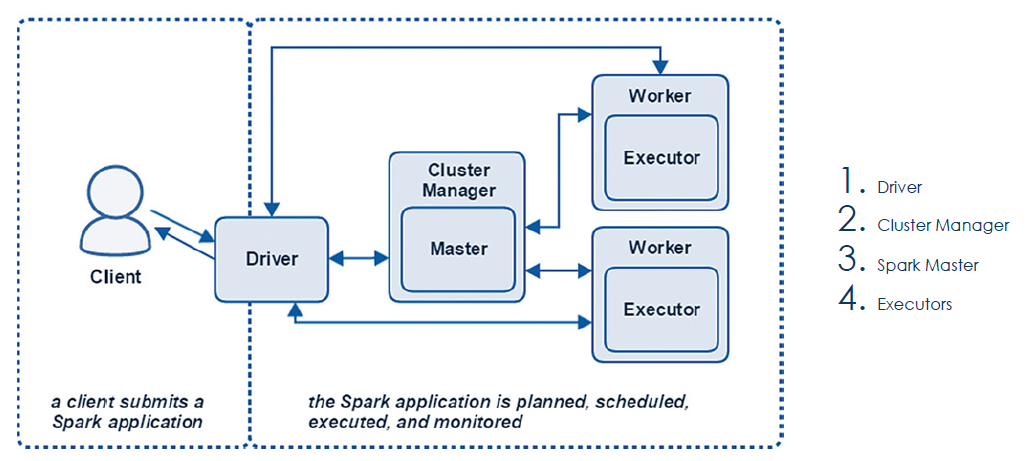 Worker
Executor
Cluster
Manager
Master
Client
Driver
Worker
Executor
a client submits a
Spark application
the Spark application is planned, scheduled,
executed, and monitored
1. Driver
2. Cluster Manager
3. Spark Master
4. Executors